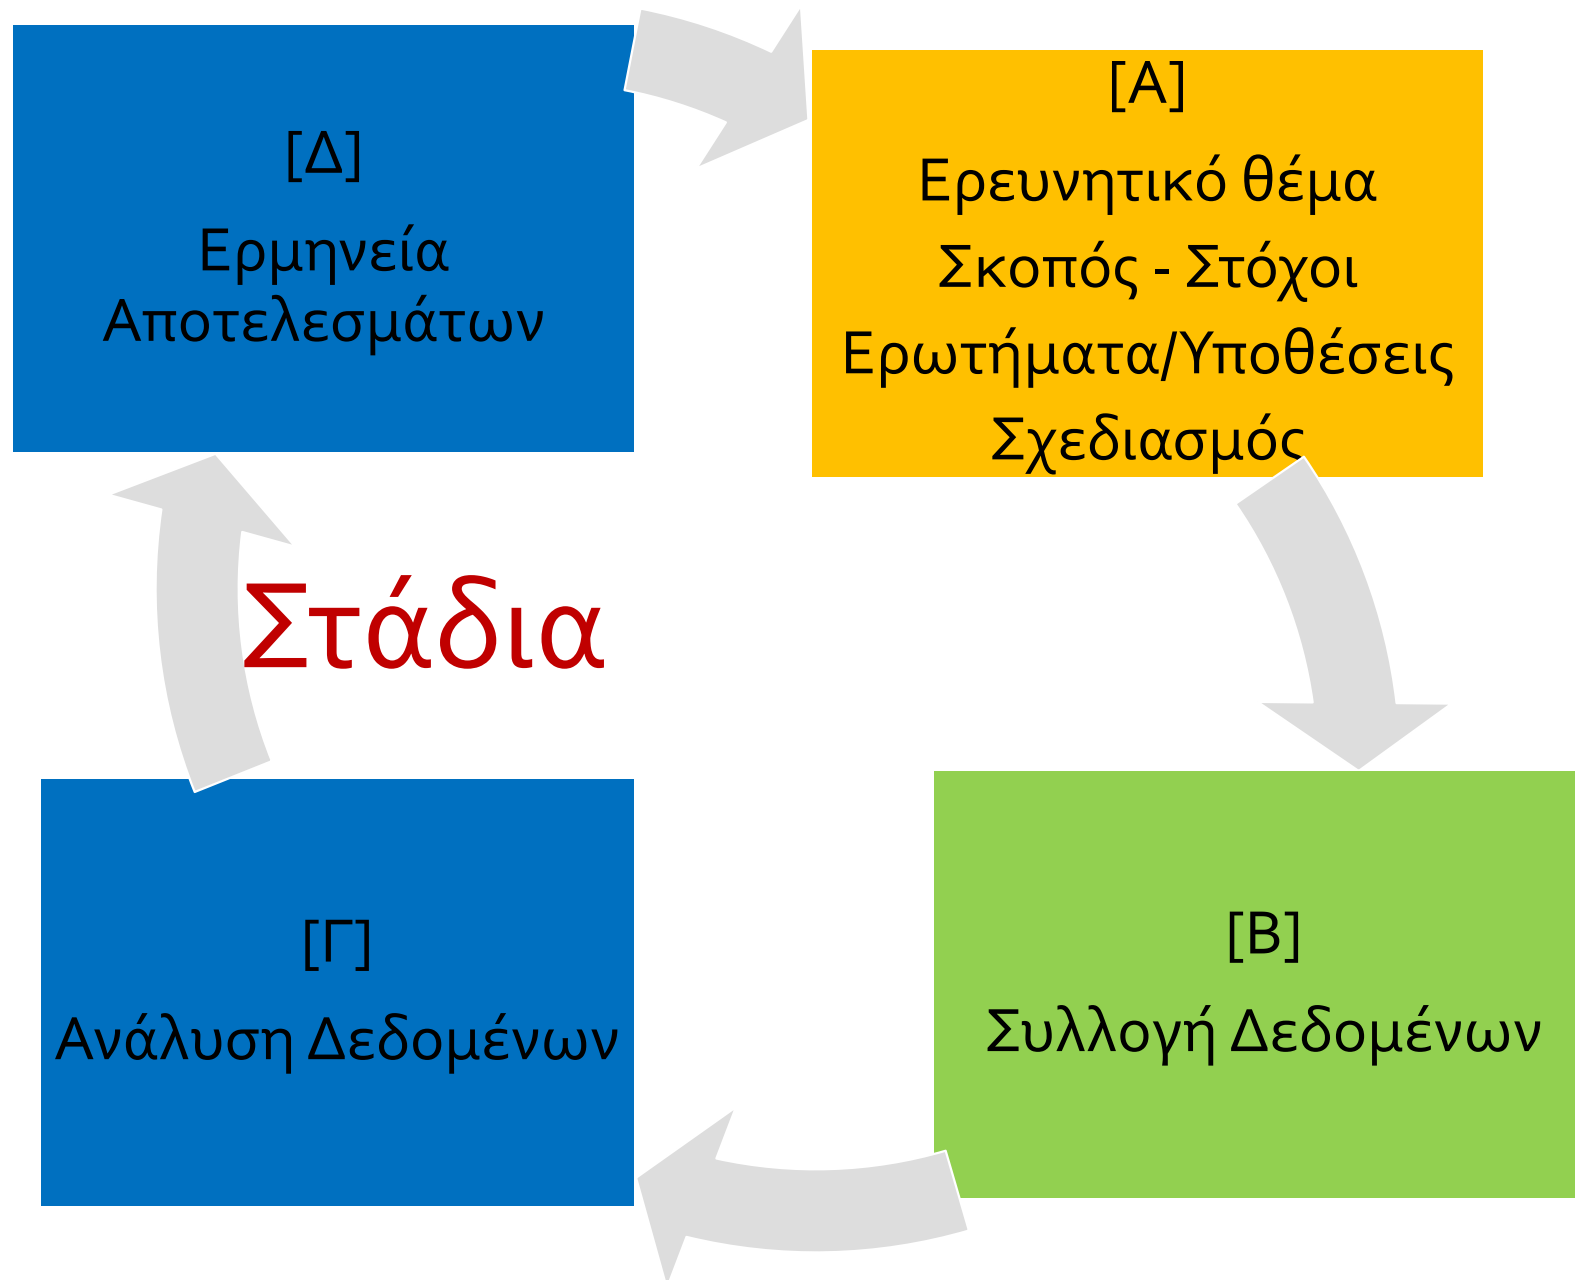 [Δ]
Ερμηνεία
Αποτελεσμάτων
[Α]
Ερευνητικό θέμα
Σκοπός - Στόχοι
Ερωτήματα/Υποθέσεις
Σχεδιασμός
Στάδια
[Γ]
Ανάλυση Δεδομένων
[Β]
Συλλογή Δεδομένων